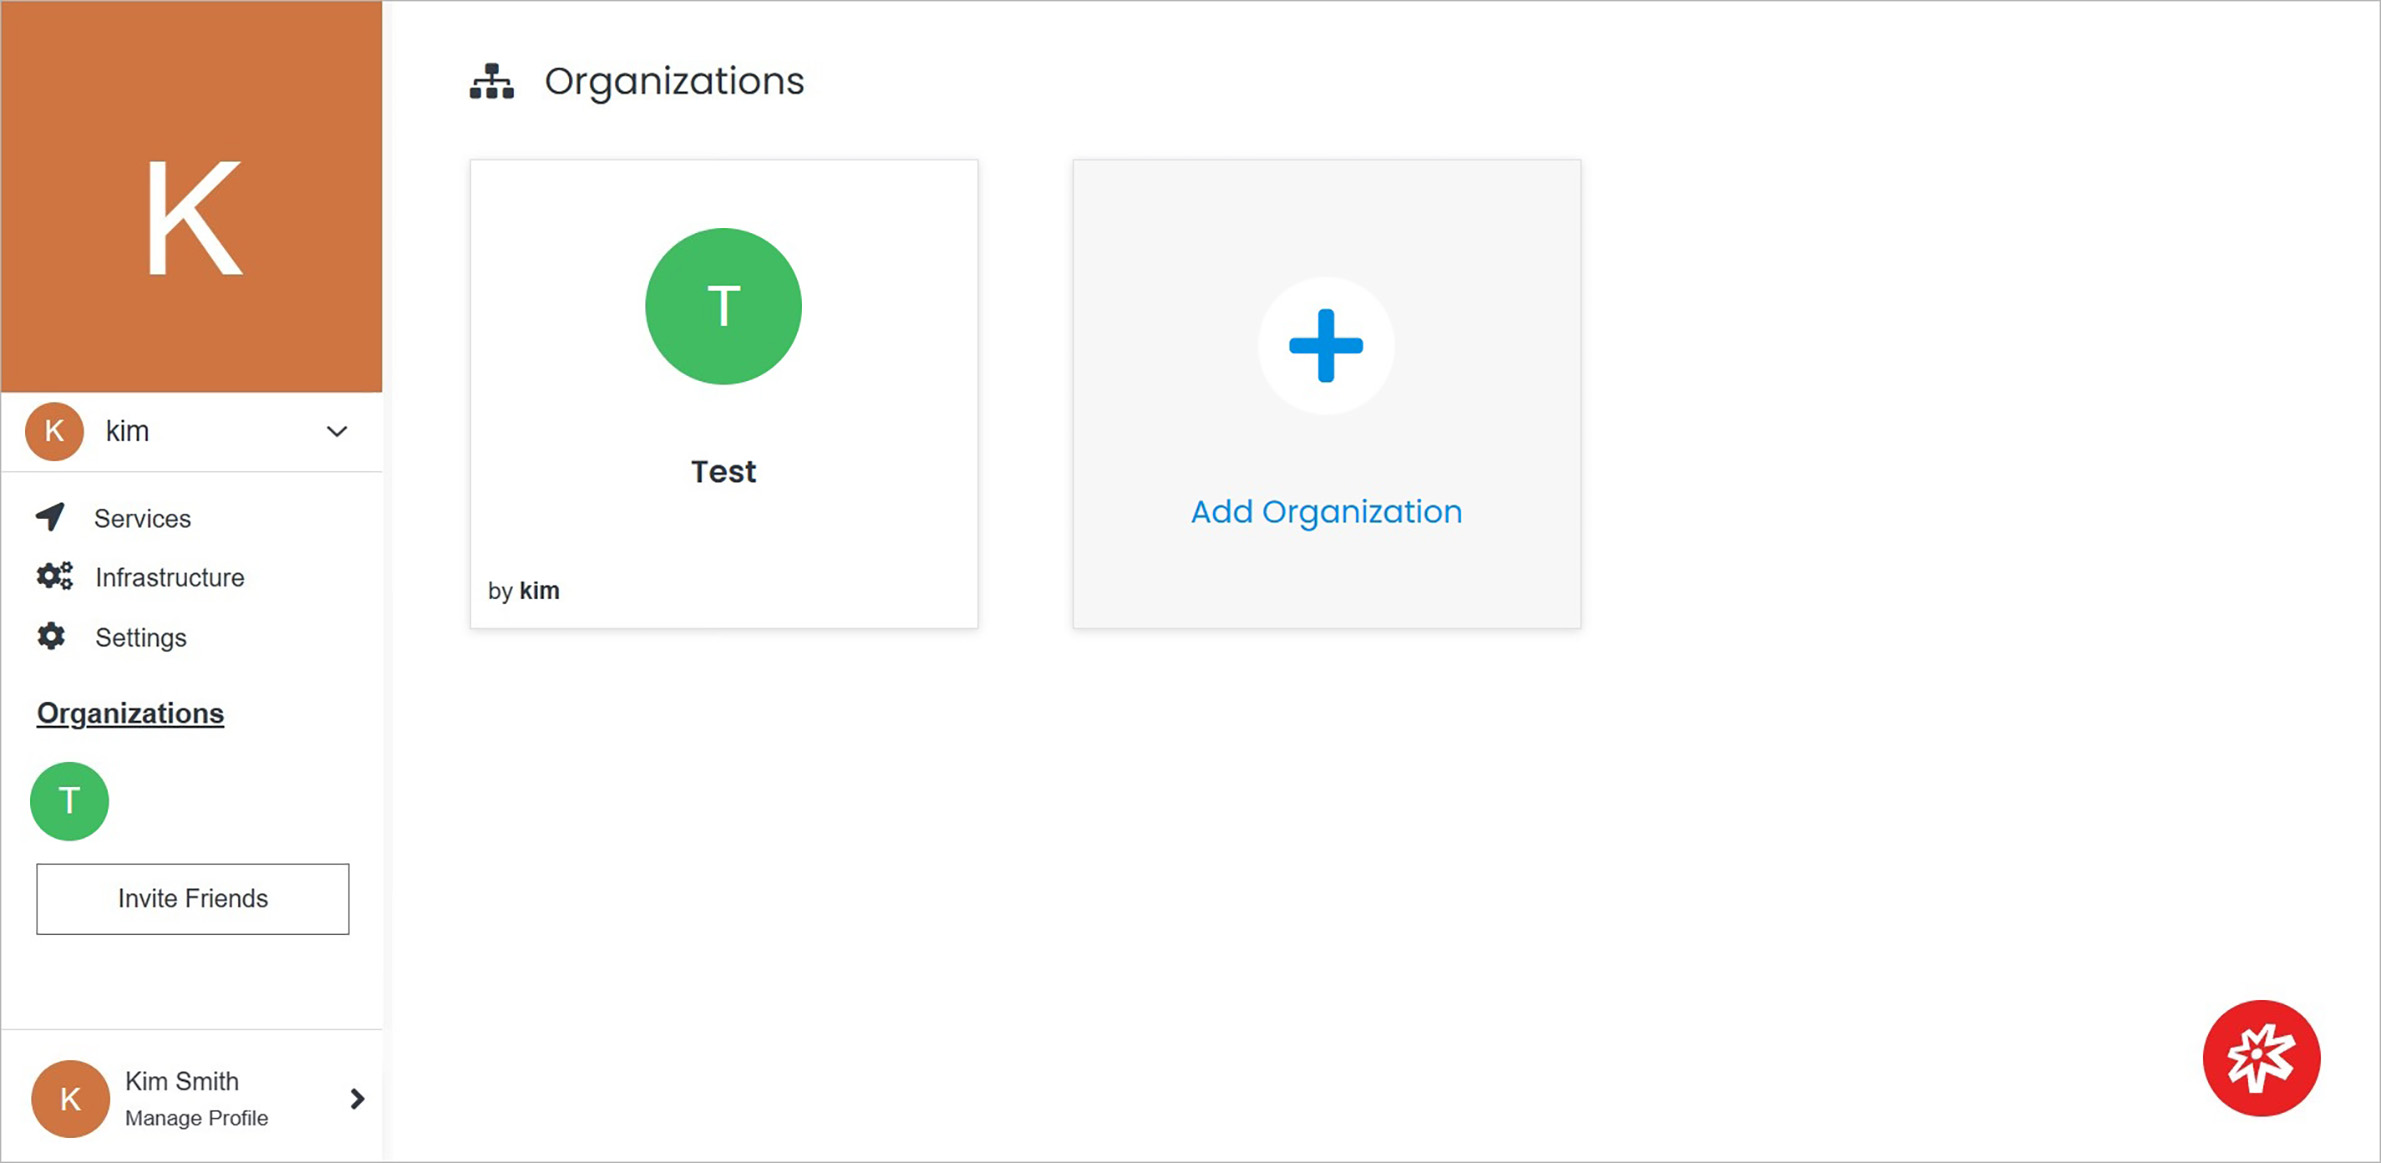 K
K kim
Services
Infrastructure
Settings
Organizations
T
Invite Friends
K
Kim Smith
Manage Profile
Organizations
T
Test
by kim
Add Organization